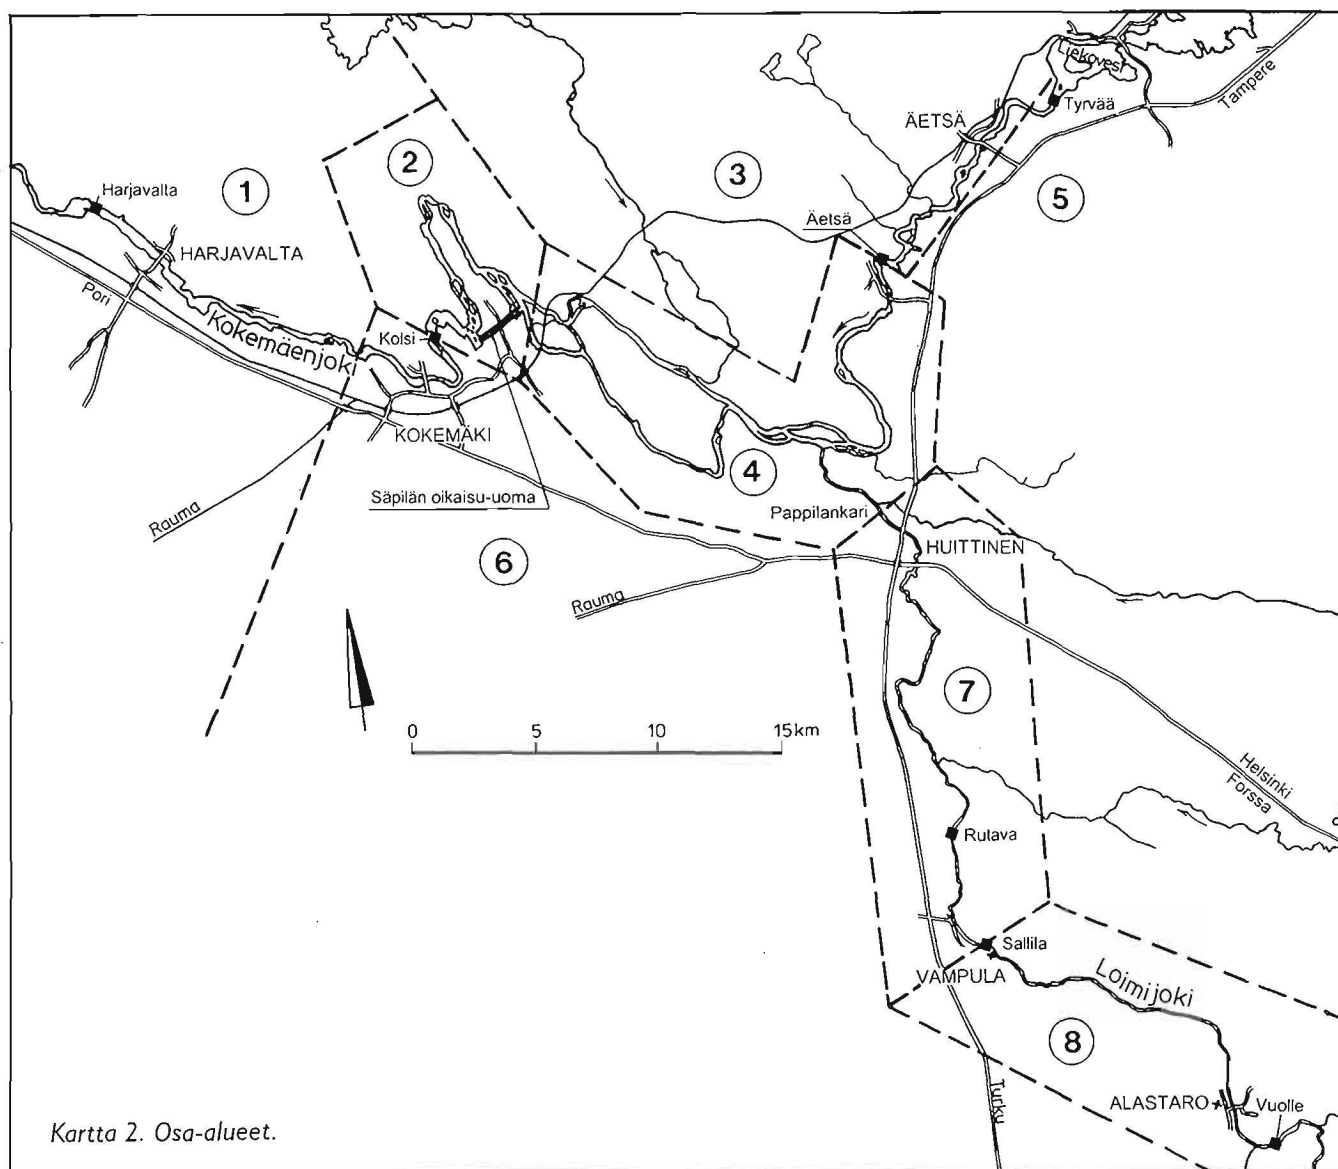 Liekovesi
Tampere
Tyrvää
ÄETSÄ
2
3
1
5
Harjavalta
Äetsä
HARJAVALTA
Pori
Kokemäenjoki
Kolsi
KOKEMÄKI
4
Säpilän oikaisu-uoma
Pappilankari
Rauma
HUITTINEN
6
Rauma
7
0 5 10 15 km
Helsinki
Forssa
Rutava
Sallila
VAMPULA
Loimijoki
8
Turku
ALASTARO
Vuolle
Kartta 2. Osa-alueet.